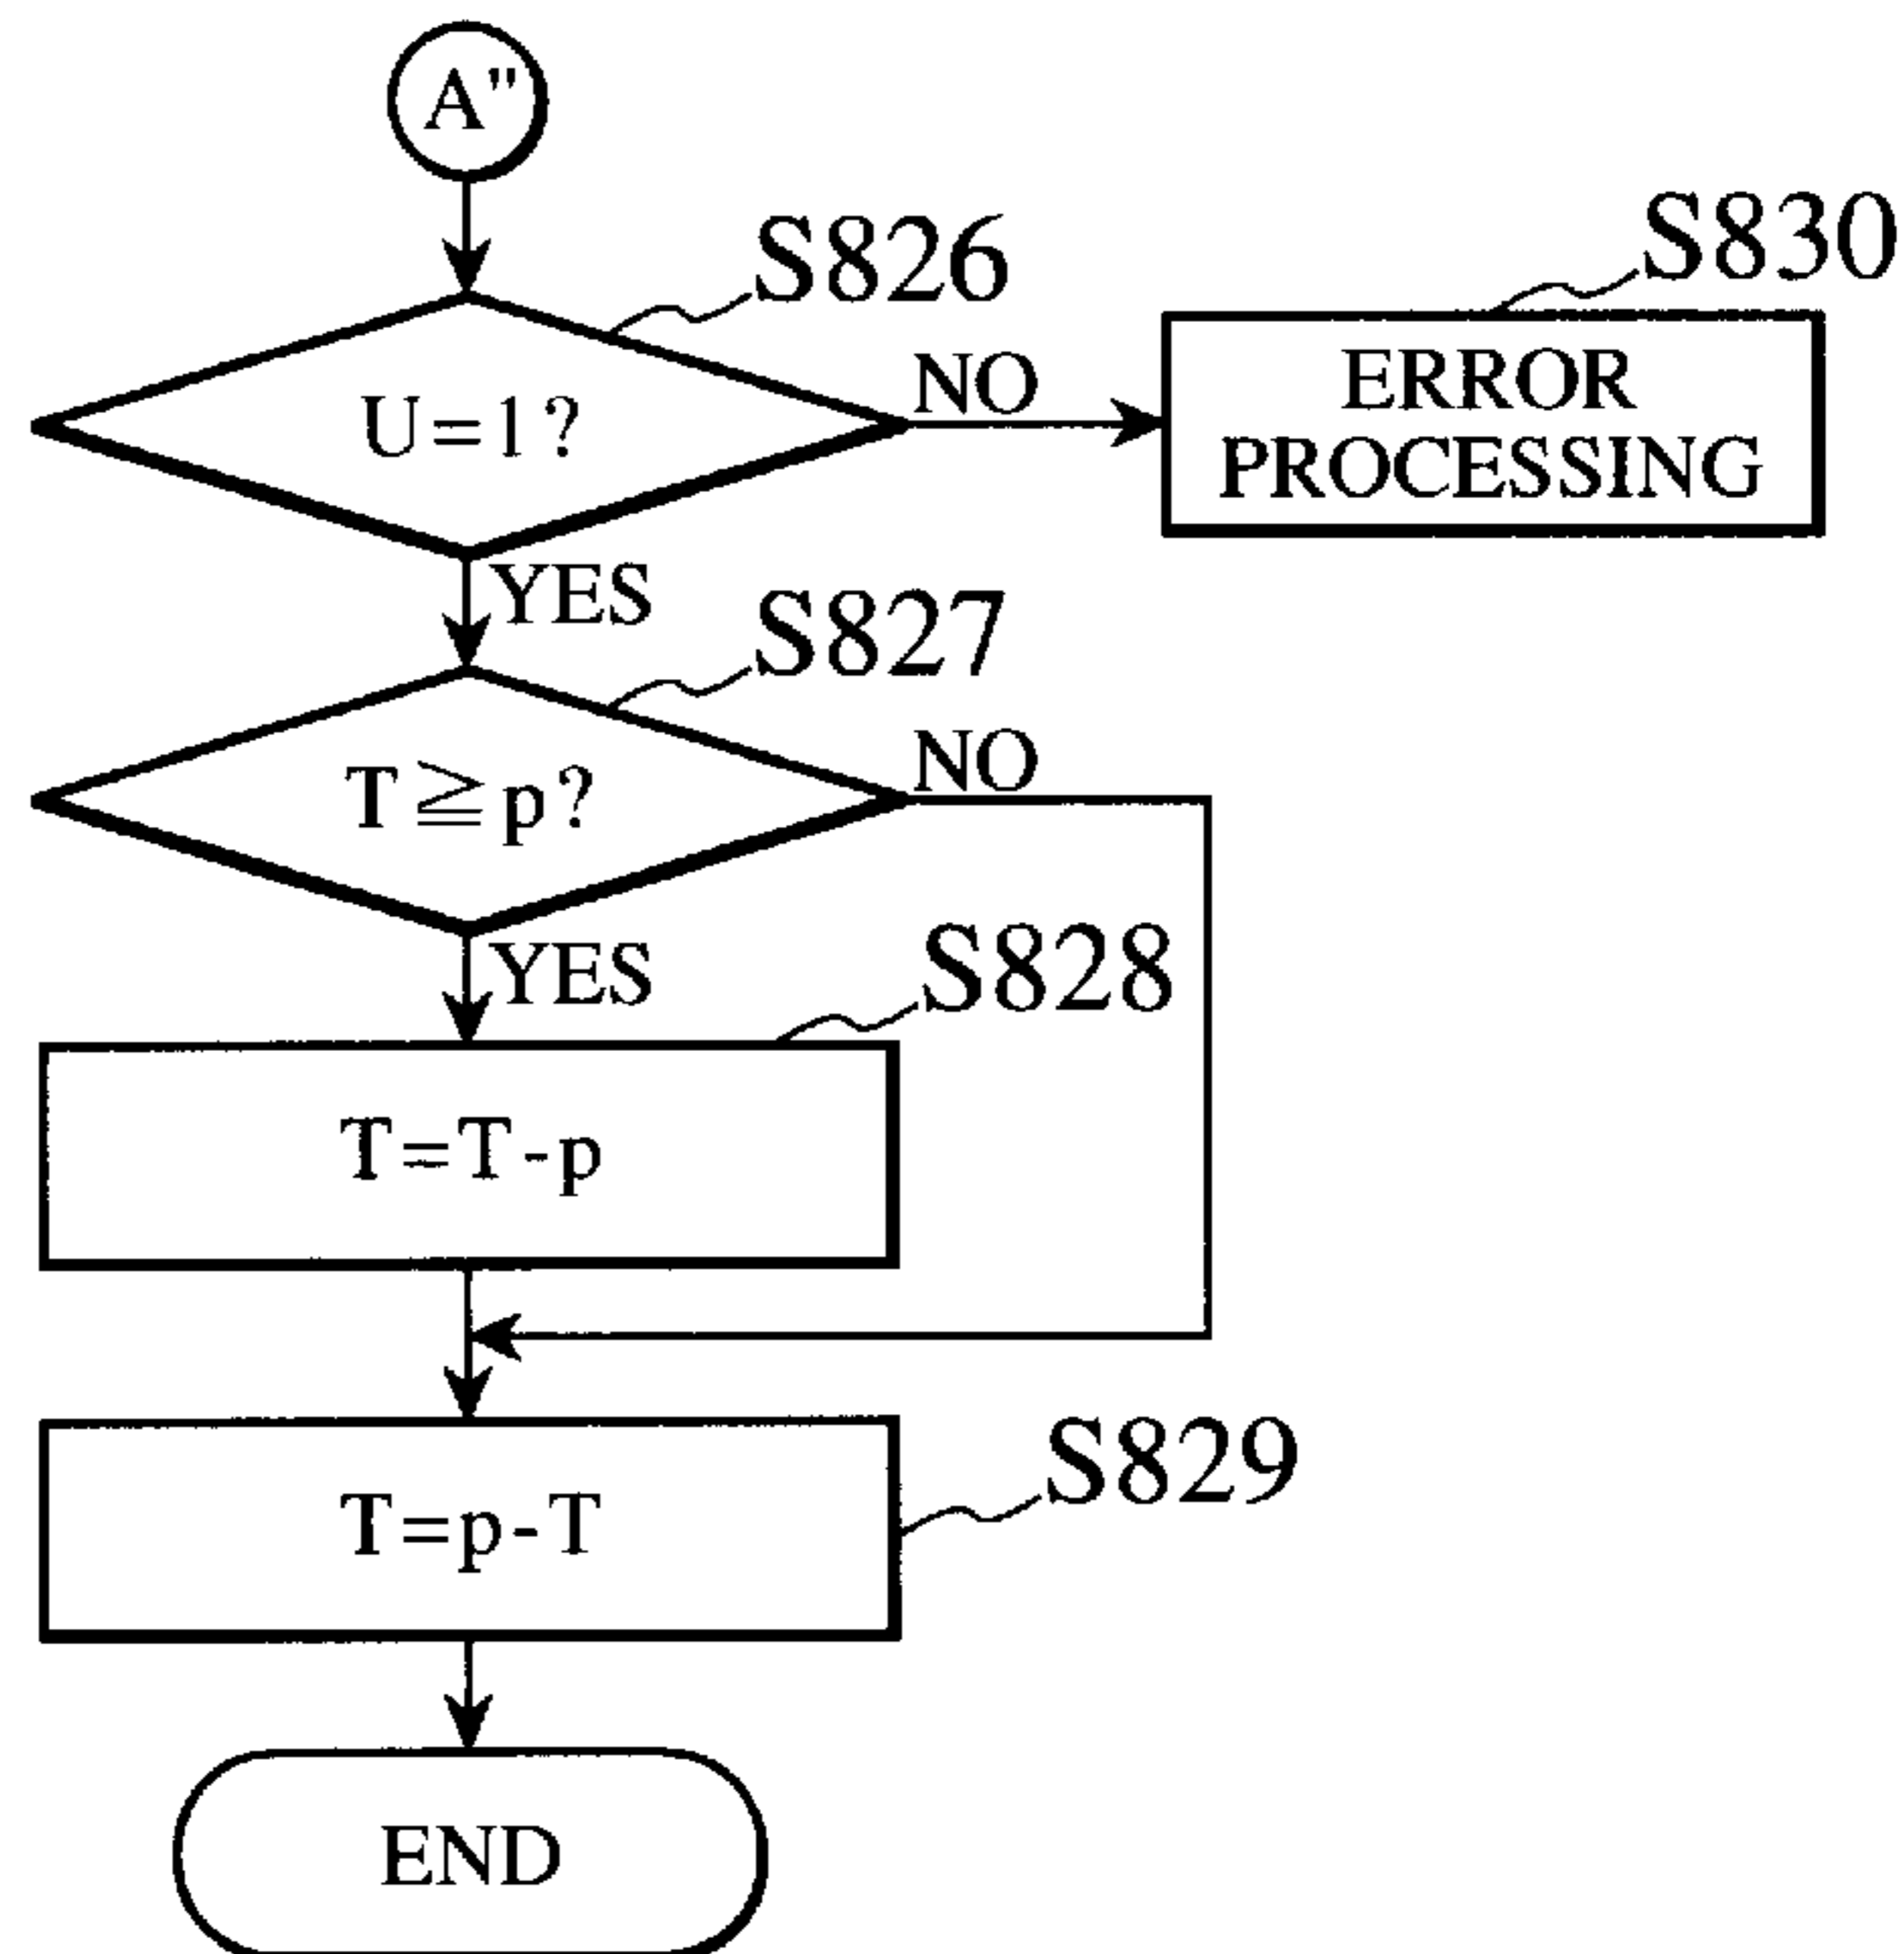 A"
S826
S830
U=1?
NO
ERROR
PROCESSING
YES
S827
T≧p?
NO
YES
S828
T=T-p
T=p-T
S829
END